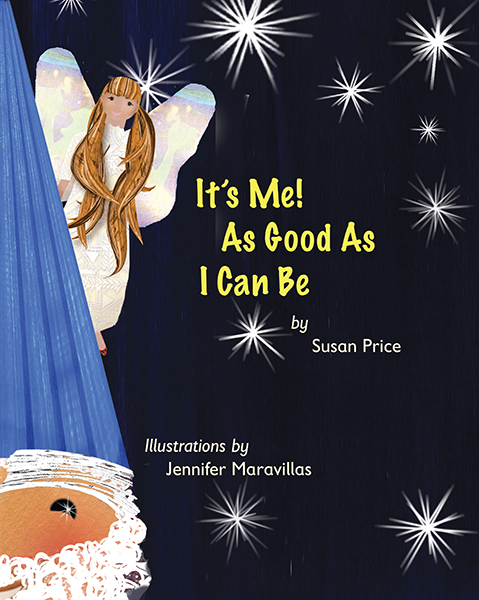 It's Me!
As Good As
I Can Be
by
Susan Price
Illustrations by
Jennifer Maravillas